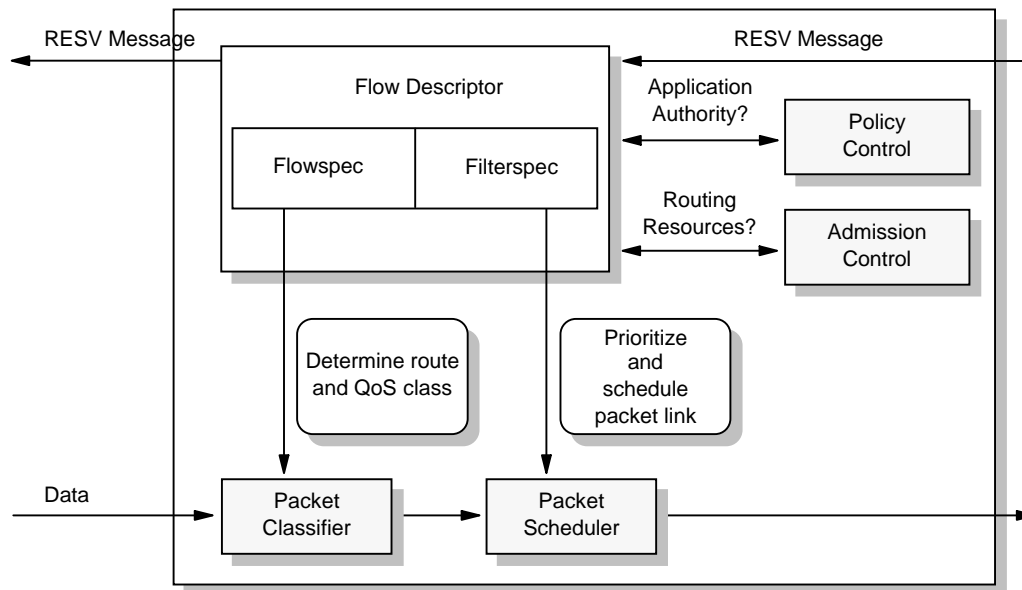 RESV Message
RESV Message
Flow Descriptor
Application
Authority?
Policy
Control
Flowspec
Filterspec
Routing
Resources?
Admission
Control
Determine route
and QoS class
Prioritize
and
schedule
packet link
Data
Packet
Classifier
Packet
Scheduler